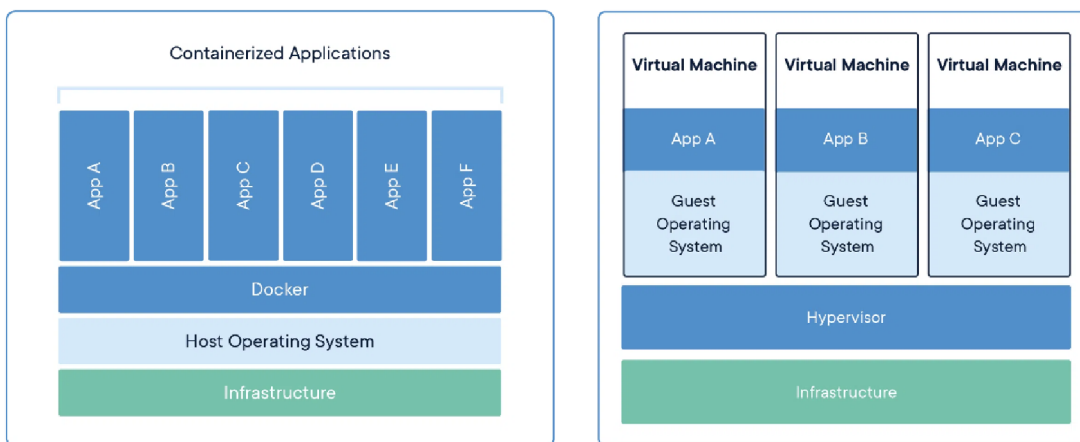 Containerized Applications
App A
App B
App C
App D
App E
App F
Docker
Host Operating System
Infrastructure
Virtual Machine
App A
Guest
Operating
System
Virtual Machine
App B
Guest
Operating
System
Virtual Machine
App C
Guest
Operating
System
Hypervisor
Infrastructure